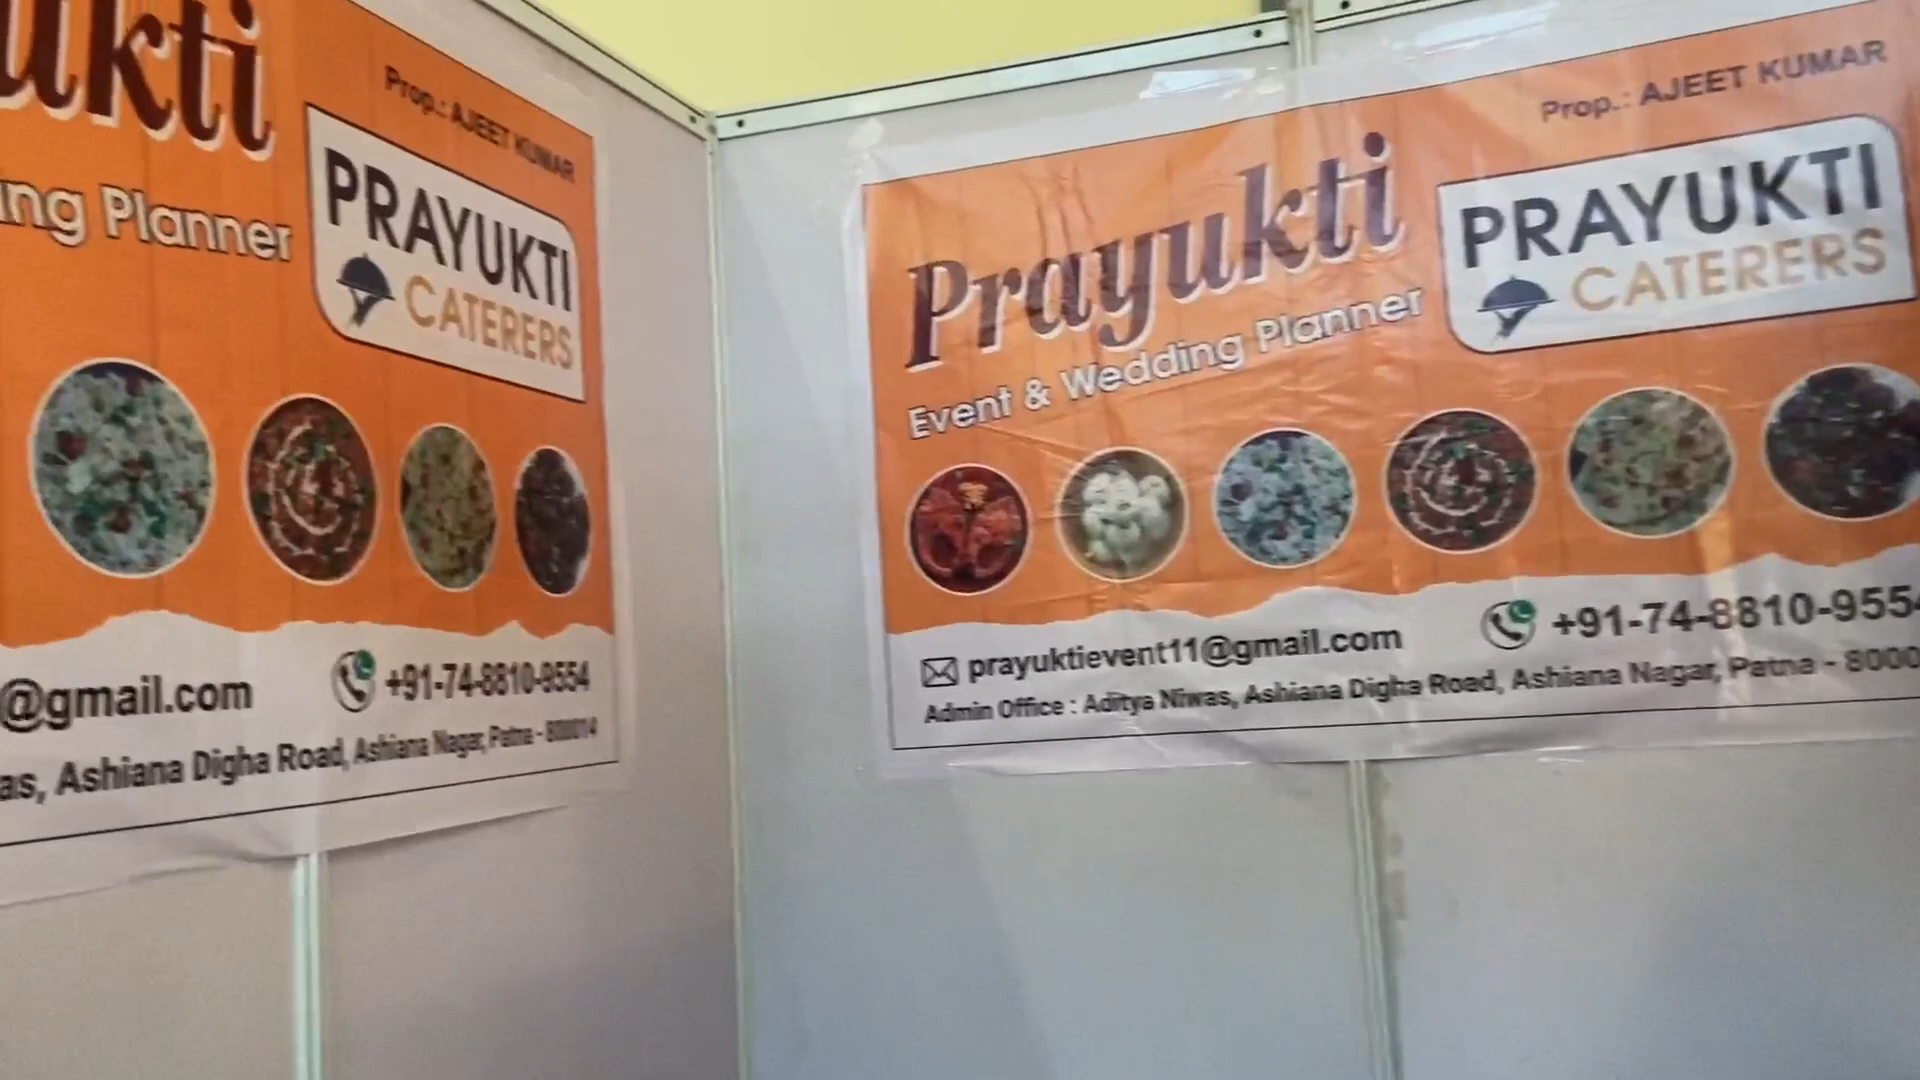 ukti
ing Planner
Prop.: AJEET KUMAR
PRAYUKTI
CATERERS
@gmail.com
+91-74-8810-9554
as, Ashiana Digha Road, Ashiana Nagar, Patna - 800014
Prayukti
Event & Wedding Planner
Prop.: AJEET KUMAR
PRAYUKTI
CATERERS
prayuktievent11@gmail.com
+91-74-8810-9554
Admin Office : Aditya Niwas, Ashiana Digha Road, Ashiana Nagar, Patna - 8000